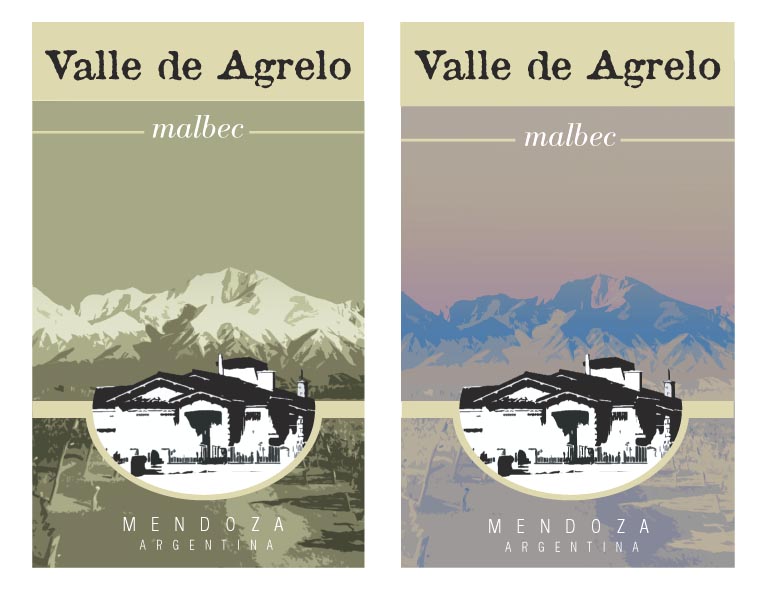 Valle de Agrelo
malbec
MENDOZA
ARGENTINA
Valle de Agrelo
malbec
MENDOZA
ARGENTINA